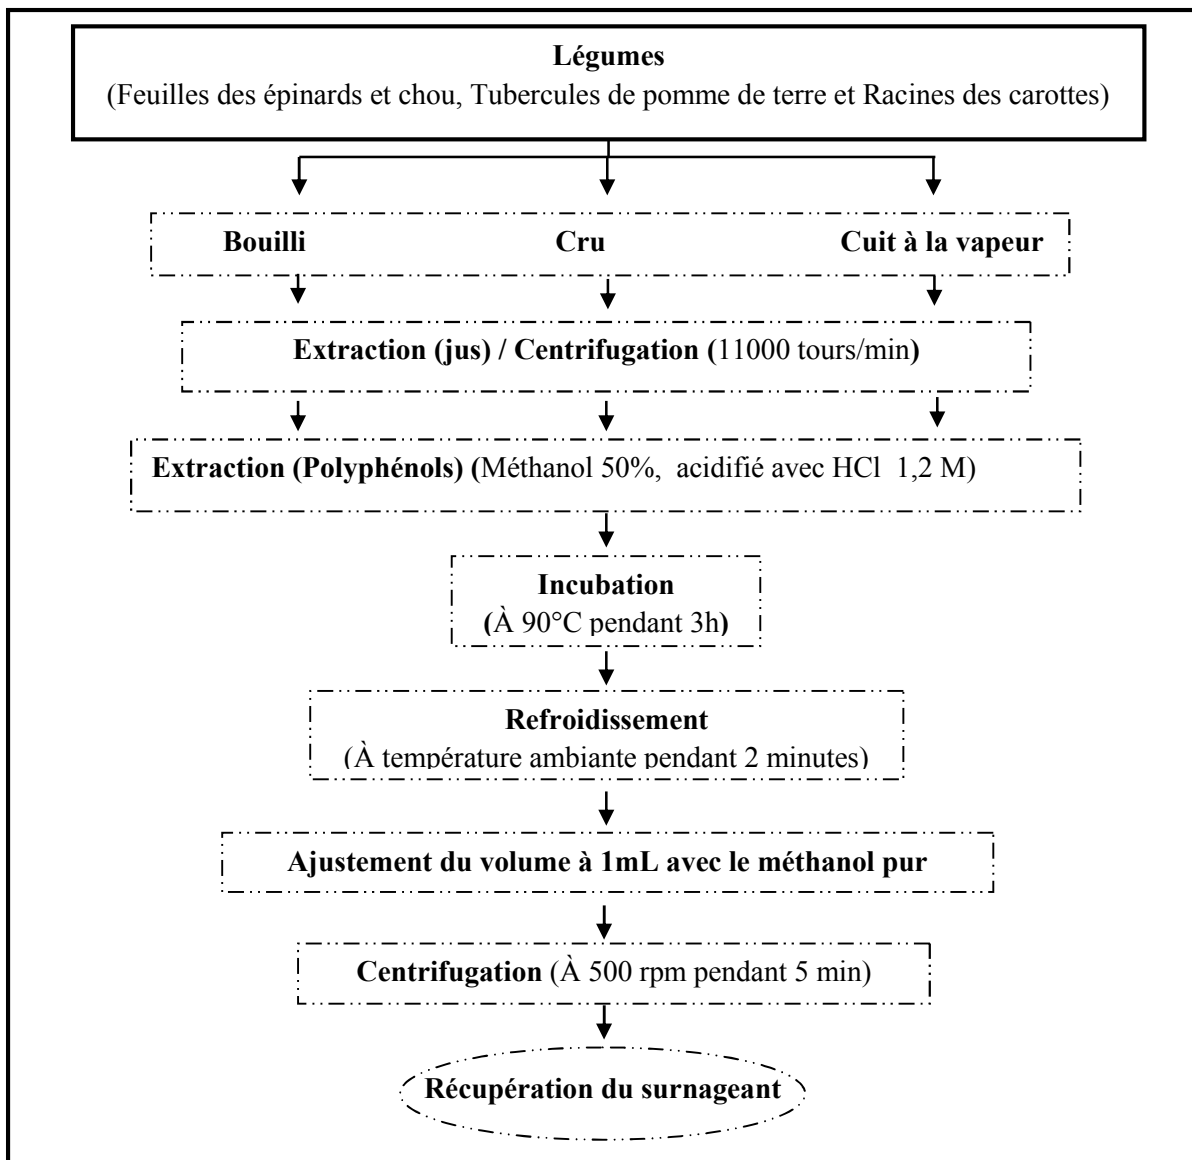 Légumes
(Feuilles des épinards et chou, Tubercules de pomme de terre et Racines des carottes)
Bouilli Cru Cuit à la vapeur
Extraction (jus) / Centrifugation (11000 tours/min)
Extraction (Polyphénols) (Méthanol 50%, acidifié avec HCl 1,2 M)
Incubation
(À 90°C pendant 3h)
Refroidissement
(À température ambiante pendant 2 minutes)
Ajustement du volume à 1mL avec le méthanol pur
Centrifugation (À 500 rpm pendant 5 min)
Récupération du surnageant